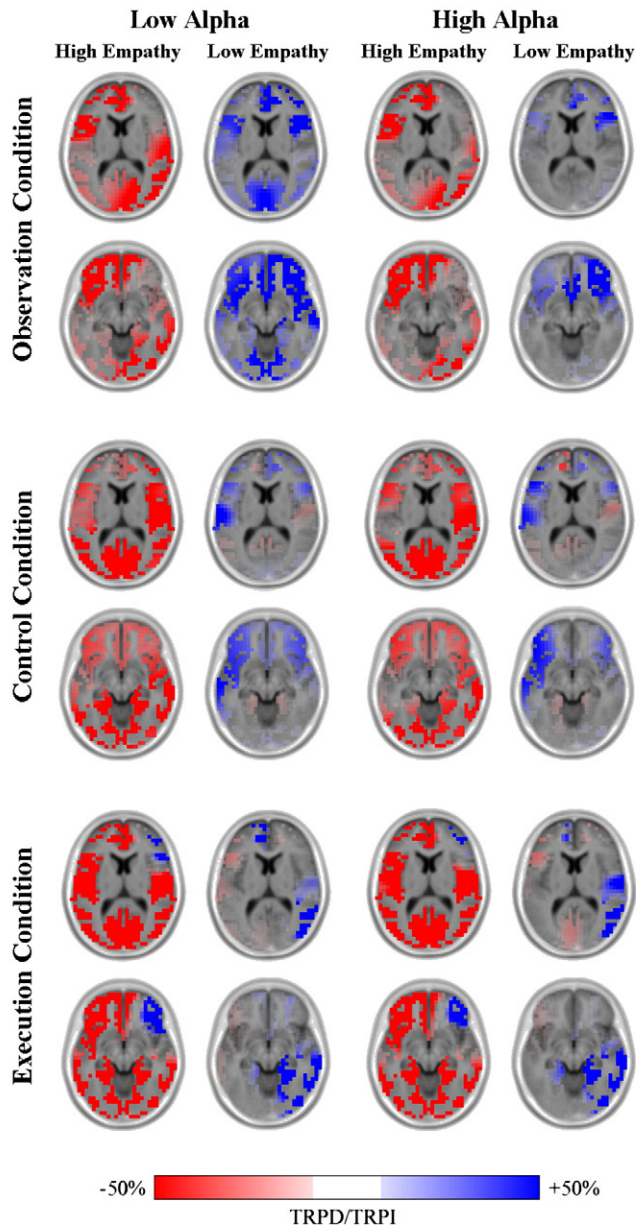 Low Alpha High Alpha
High Empathy Low Empathy High Empathy Low Empathy
Observation Condition
Control Condition
Execution Condition
-50% +50%
TRPD/TRPI